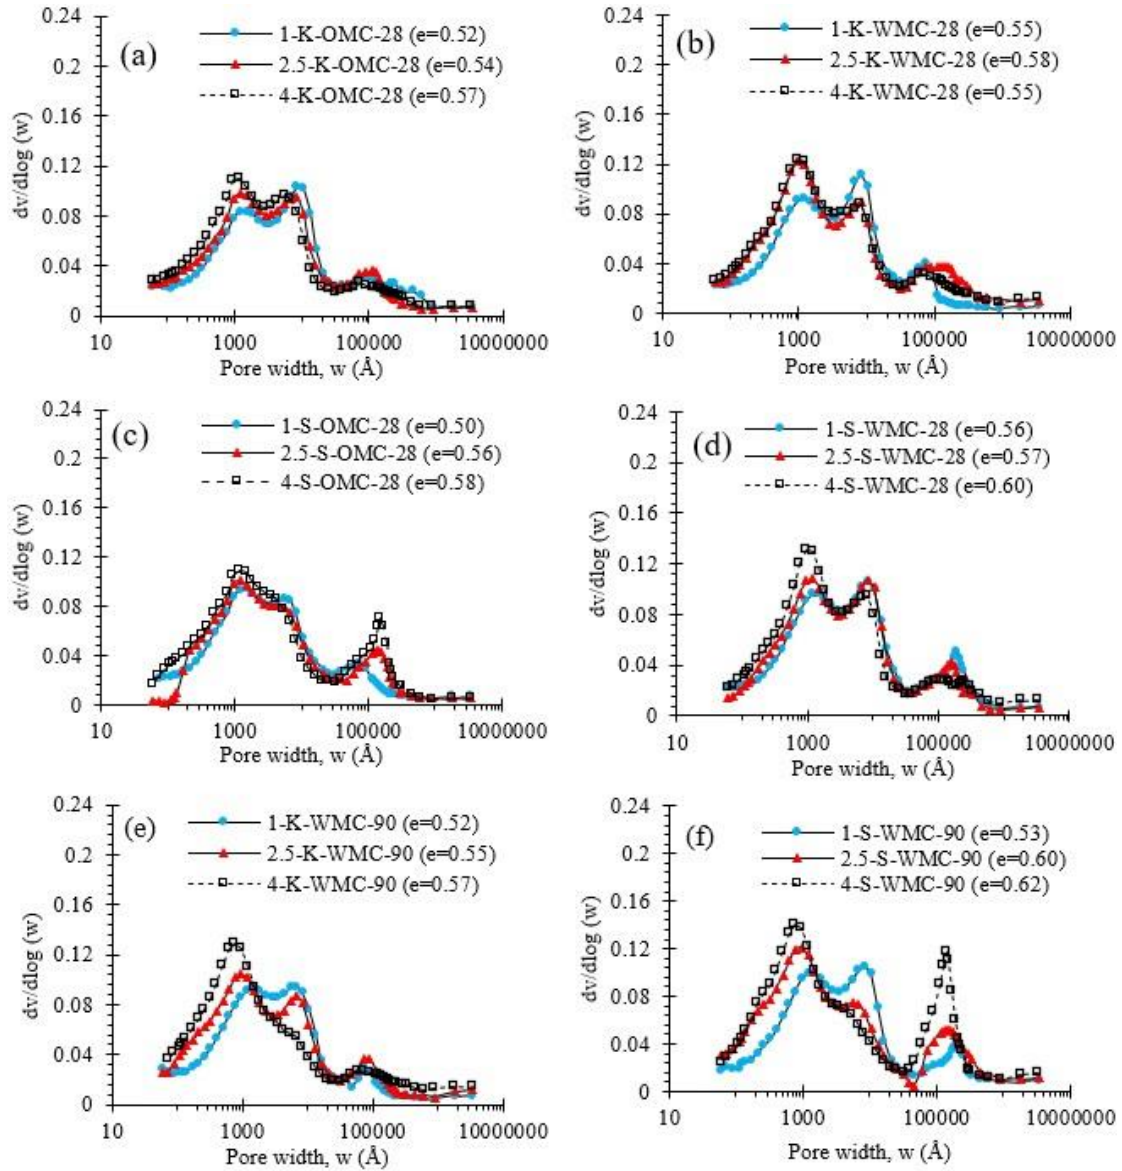 (a)
1-K-OMC-28 (e=0.52)
2.5-K-OMC-28 (e=0.54)
4-K-OMC-28 (e=0.57)
dv/dlog (w)
0.24
0.2
0.16
0.12
0.08
0.04
0
10
1000
100000
10000000
Pore width, w (Å)
(b)
1-K-WMC-28 (e=0.55)
2.5-K-WMC-28 (e=0.58)
4-K-WMC-28 (e=0.55)
dv/dlog (w)
0.24
0.2
0.16
0.12
0.08
0.04
0
10
1000
100000
10000000
Pore width, w (Å)
(c)
1-S-OMC-28 (e=0.50)
2.5-S-OMC-28 (e=0.56)
4-S-OMC-28 (e=0.58)
dv/dlog (w)
0.24
0.2
0.16
0.12
0.08
0.04
0
10
1000
100000
10000000
Pore width, w (Å)
(d)
1-S-WMC-28 (e=0.56)
2.5-S-WMC-28 (e=0.57)
4-S-WMC-28 (e=0.60)
dv/dlog (w)
0.24
0.2
0.16
0.12
0.08
0.04
0
10
1000
100000
10000000
Pore width, w (Å)
(e)
1-K-WMC-90 (e=0.52)
2.5-K-WMC-90 (e=0.55)
4-K-WMC-90 (e=0.57)
dv/dlog (w)
0.24
0.2
0.16
0.12
0.08
0.04
0
10
1000
100000
10000000
Pore width, w (Å)
(f)
1-S-WMC-90 (e=0.53)
2.5-S-WMC-90 (e=0.60)
4-S-WMC-90 (e=0.62)
dv/dlog (w)
0.24
0.2
0.16
0.12
0.08
0.04
0
10
1000
100000
10000000
Pore width, w (Å)